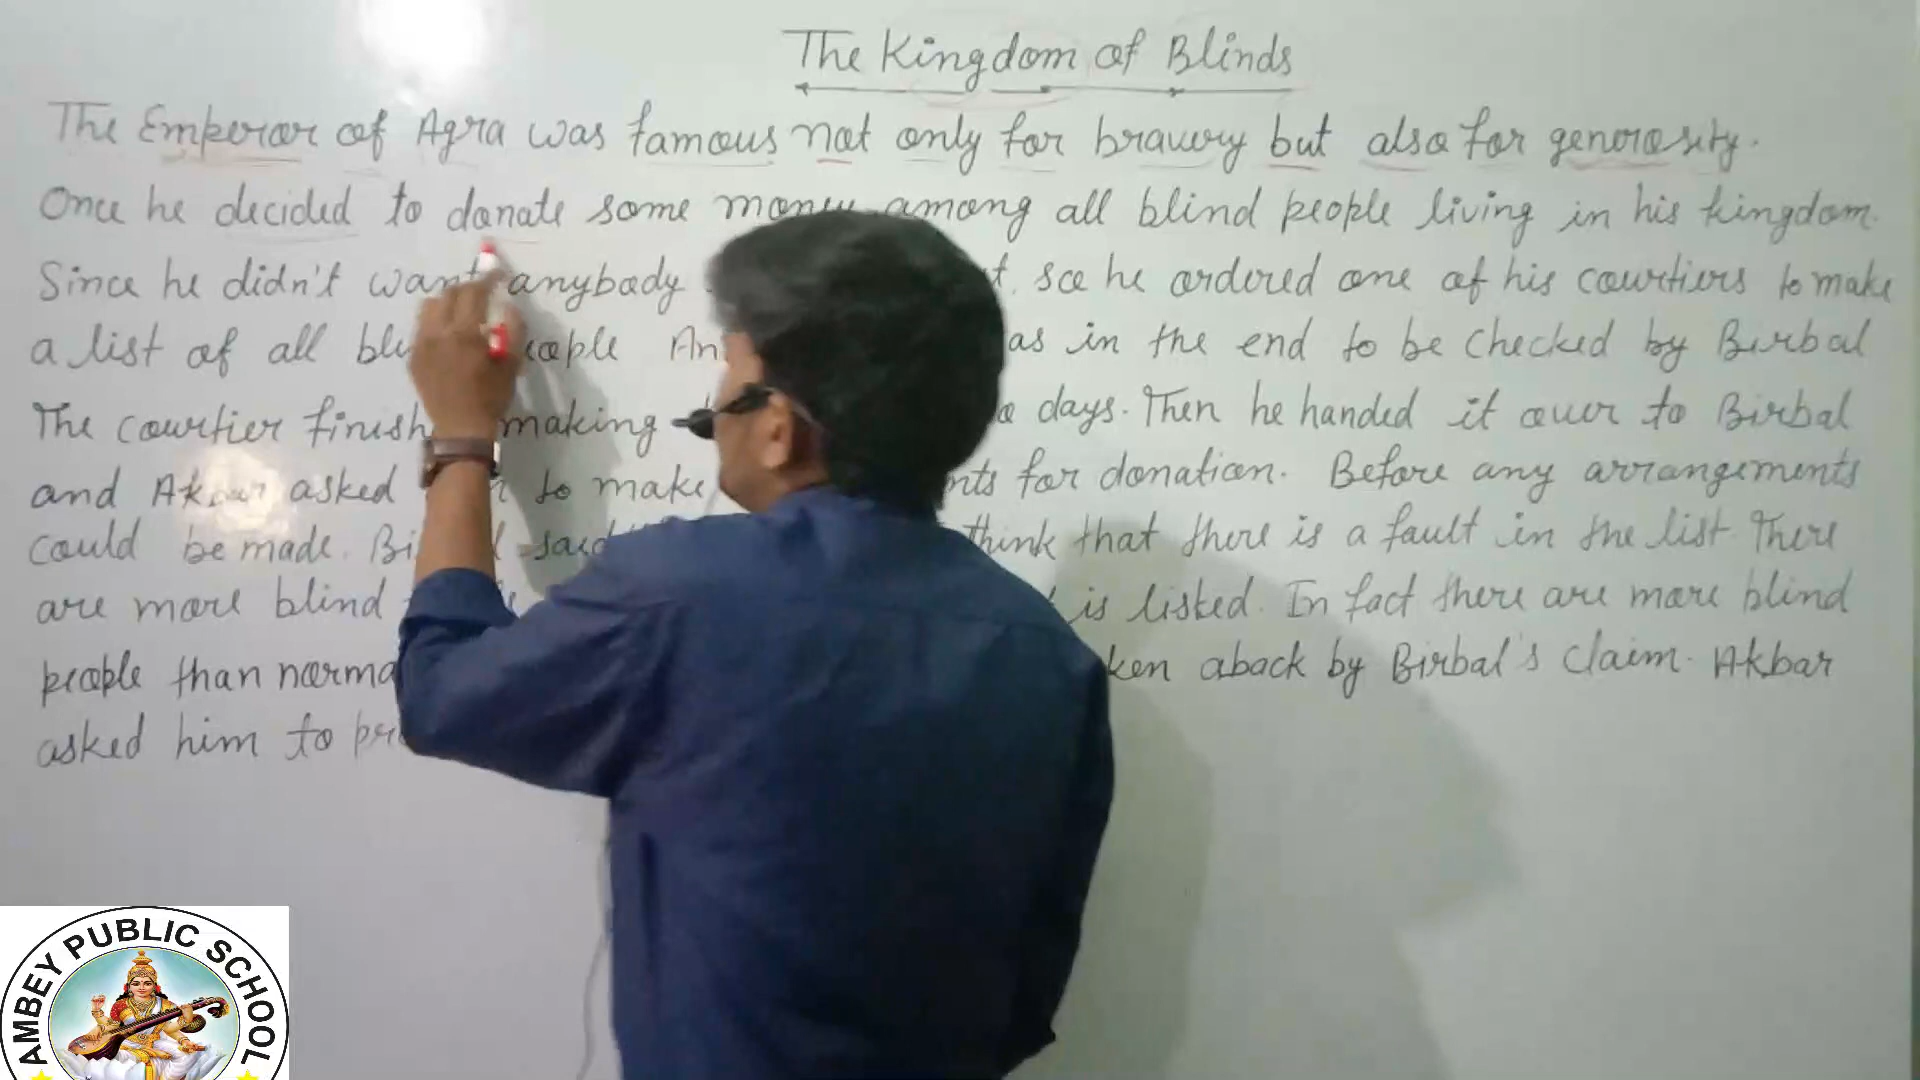 The Kingdom of Blinds
The Emperor of Agra was famous not only for bravery but also for generosity.
Once he decided to donate some money among all blind people living in his kingdom.
Since he didn't want anybody so he ordered one of his courtiers to make
a list of all people as in the end to be checked by Birbal
The courtier making days. Then he handed it over to Birbal
and Akbar asked to make for donation. Before any arrangements
could be made. said think that there is a fault in the list There
are more blind is listed. In fact there are more blind
people than aback by Birbal's claim. Akbar
asked him to
AMBEY PUBLIC SCHOOL